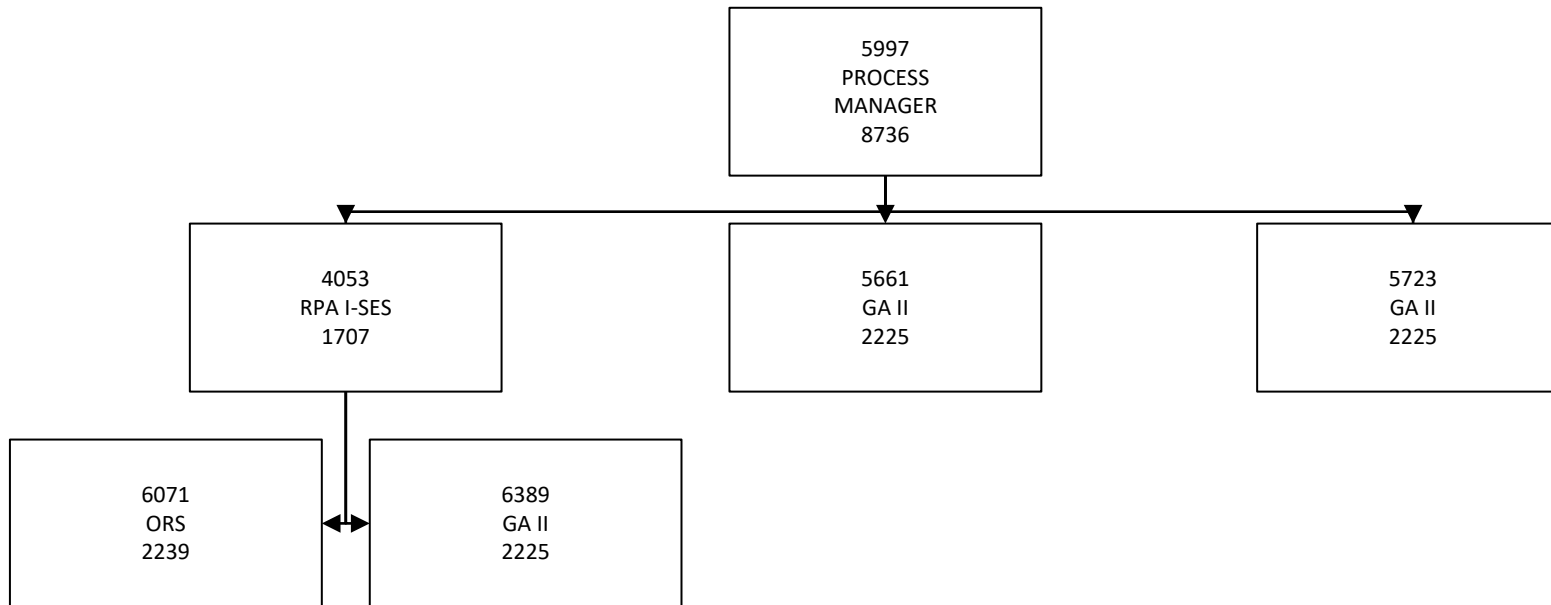 5997
PROCESS
MANAGER
8736
4053
RPA I-SES
1707
5661
GA II
2225
5723
GA II
2225
6071
ORS
2239
6389
GA II
2225